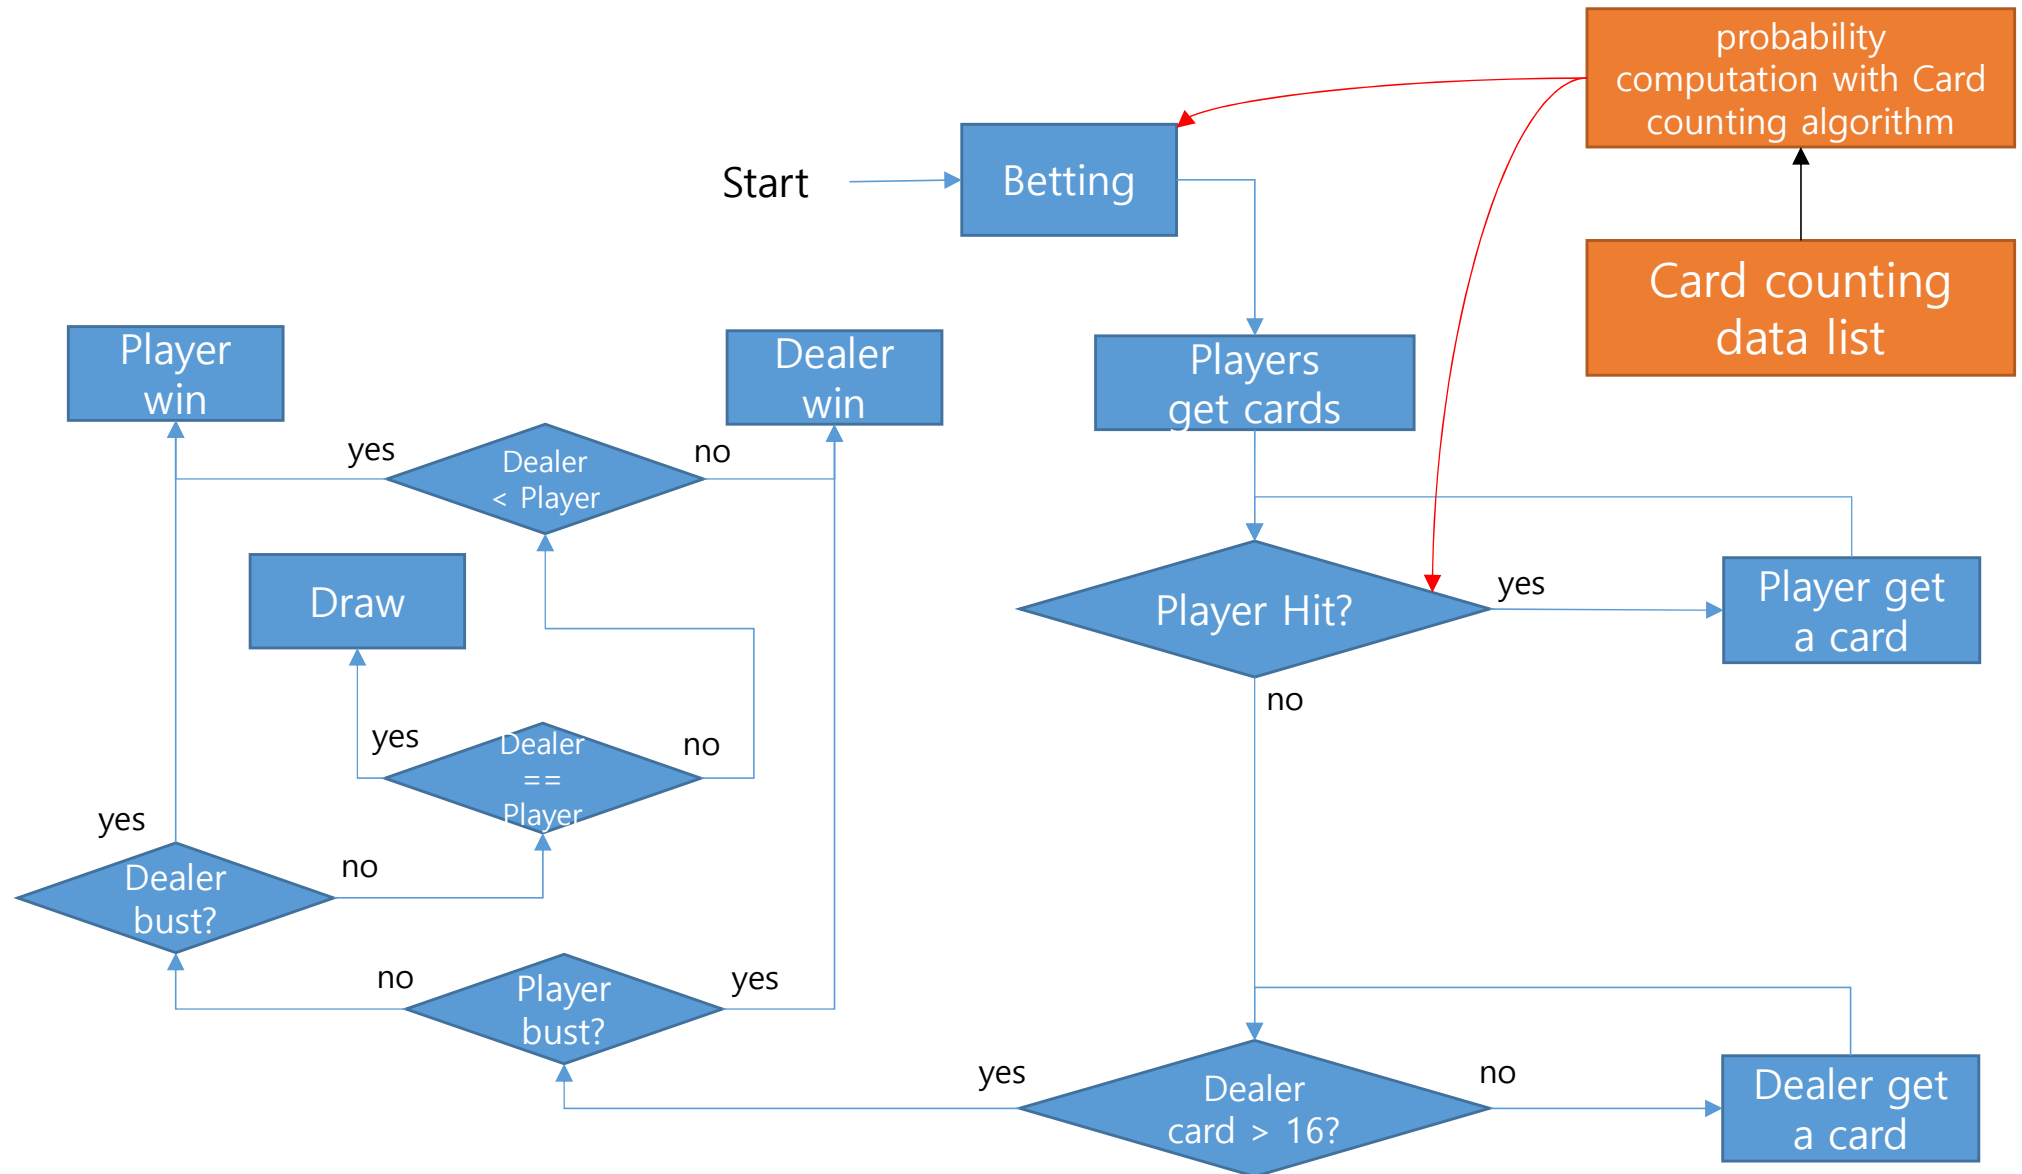 probability
computation with Card
counting algorithm
Start
Betting
Card counting
data list
Player
win
Dealer
win
Players
get cards
yes
Dealer
< Player
no
Draw
Player Hit?
yes
Player get
a card
no
yes
Dealer
==
Player
no
yes
Dealer
bust?
no
no
Player
bust?
yes
yes
Dealer
card > 16?
no
Dealer get
a card